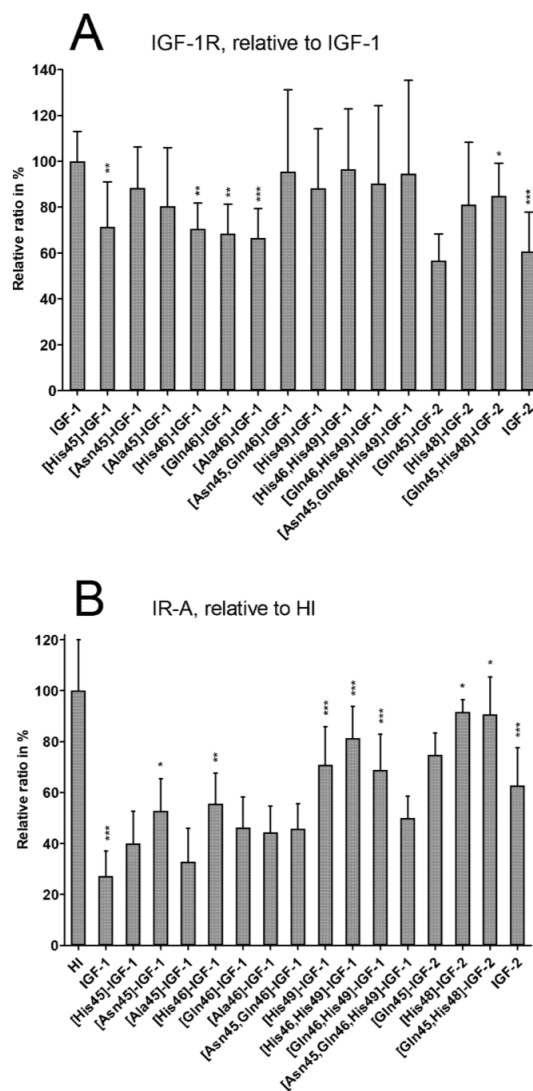 A
IGF-1R, relative to IGF-1
Relative ratio in %
140
120
100
80
60
40
20
0
**
**
**
***
*
***
IGF-1
[His45]-IGF-1
[Asn45]-IGF-1
[Ala45]-IGF-1
[His46]-IGF-1
[Gln46]-IGF-1
[Ala46]-IGF-1
[Asn45,Gln46]-IGF-1
[His49]-IGF-1
[His46,His49]-IGF-1
[Gln46,His49]-IGF-1
[Asn45,Gln46,His49]-IGF-1
[Gln45]-IGF-2
[His48]-IGF-2
[Gln45,His48]-IGF-2
IGF-2
B
IR-A, relative to HI
Relative ratio in %
120
100
80
60
40
20
0
***
*
**
***
***
***
*
*
***
HI
IGF-1
[His45]-IGF-1
[Asn45]-IGF-1
[Ala45]-IGF-1
[His46]-IGF-1
[Gln46]-IGF-1
[Ala46]-IGF-1
[Asn45,Gln46]-IGF-1
[His49]-IGF-1
[His46,His49]-IGF-1
[Gln46,His49]-IGF-1
[Asn45,Gln46,His49]-IGF-1
[Gln45]-IGF-2
[His48]-IGF-2
[Gln45,His48]-IGF-2
IGF-2